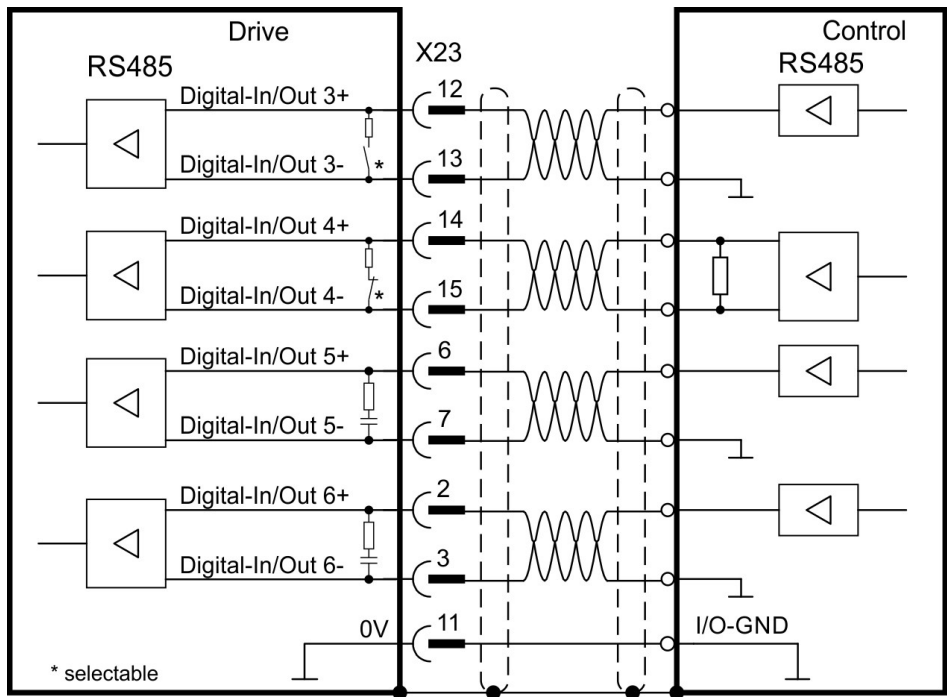 Drive
Control
X23
RS485
RS485
Digital-In/Out 3+
12
Digital-In/Out 3-
*
13
Digital-In/Out 4+
14
Digital-In/Out 4-
*
15
Digital-In/Out 5+
6
Digital-In/Out 5-
7
Digital-In/Out 6+
2
Digital-In/Out 6-
3
0V
11
I/O-GND
* selectable